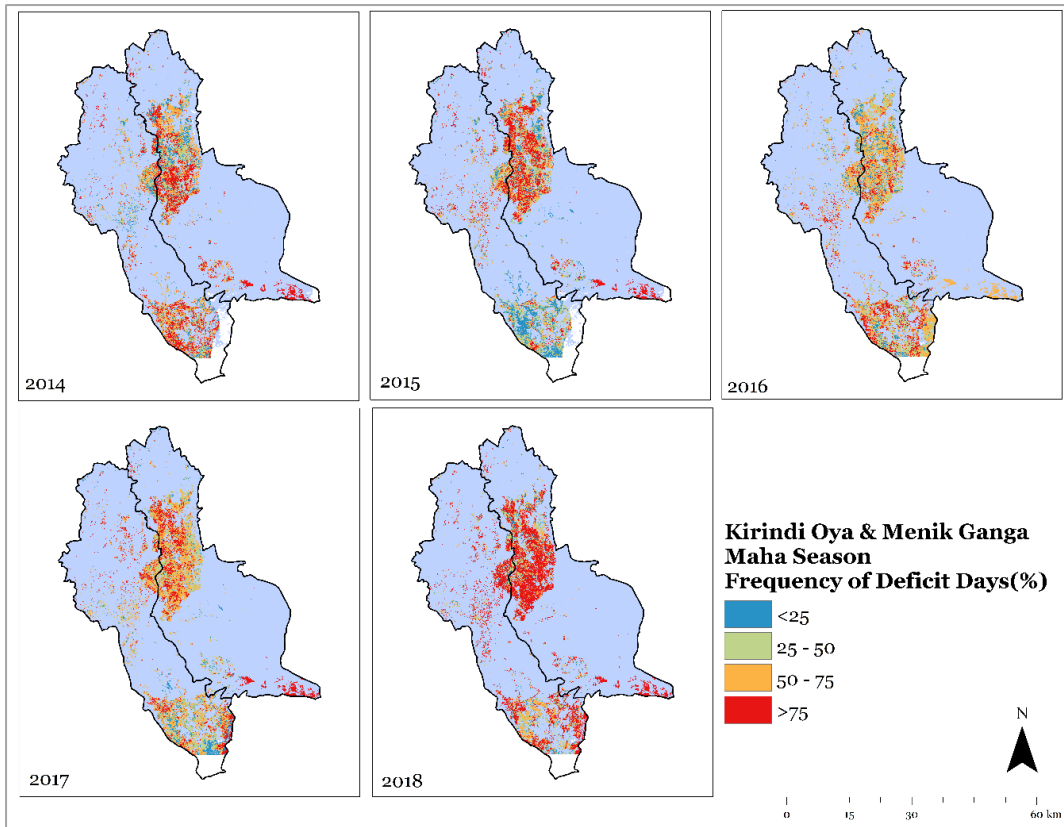 2014
2015
2016
2017
2018
Kirindi Oya & Menik Ganga
Maha Season
Frequency of Deficit Days(%)
<25
25 - 50
50 - 75
>75
N
0 15 30 60 km